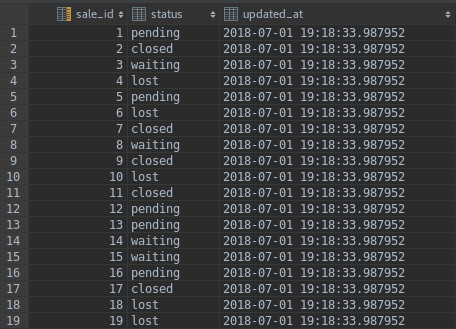 sale_id status updated_at
1 1 pending 2018-07-01 19:18:33.987952
2 2 closed 2018-07-01 19:18:33.987952
3 3 waiting 2018-07-01 19:18:33.987952
4 4 lost 2018-07-01 19:18:33.987952
5 5 pending 2018-07-01 19:18:33.987952
6 6 lost 2018-07-01 19:18:33.987952
7 7 closed 2018-07-01 19:18:33.987952
8 8 waiting 2018-07-01 19:18:33.987952
9 9 closed 2018-07-01 19:18:33.987952
10 10 lost 2018-07-01 19:18:33.987952
11 11 closed 2018-07-01 19:18:33.987952
12 12 pending 2018-07-01 19:18:33.987952
13 13 pending 2018-07-01 19:18:33.987952
14 14 waiting 2018-07-01 19:18:33.987952
15 15 waiting 2018-07-01 19:18:33.987952
16 16 pending 2018-07-01 19:18:33.987952
17 17 closed 2018-07-01 19:18:33.987952
18 18 lost 2018-07-01 19:18:33.987952
19 19 lost 2018-07-01 19:18:33.987952